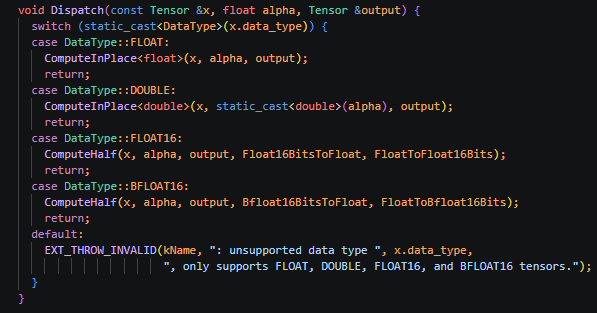 void Dispatch(const Tensor &x, float alpha, Tensor &output) {
  switch (static_cast<DataType>(x.data_type)) {
  case DataType::FLOAT:
    ComputeInPlace<float>(x, alpha, output);
    return;
  case DataType::DOUBLE:
    ComputeInPlace<double>(x, static_cast<double>(alpha), output);
    return;
  case DataType::FLOAT16:
    ComputeHalf(x, alpha, output, Float16BitsToFloat, FloatToFloat16Bits);
    return;
  case DataType::BFLOAT16:
    ComputeHalf(x, alpha, output, Bfloat16BitsToFloat, FloatToBfloat16Bits);
    return;
  default:
    EXT_THROW_INVALID(kName, ": unsupported data type ", x.data_type,
                      ", only supports FLOAT, DOUBLE, FLOAT16, and BFLOAT16 tensors.");
  }
}